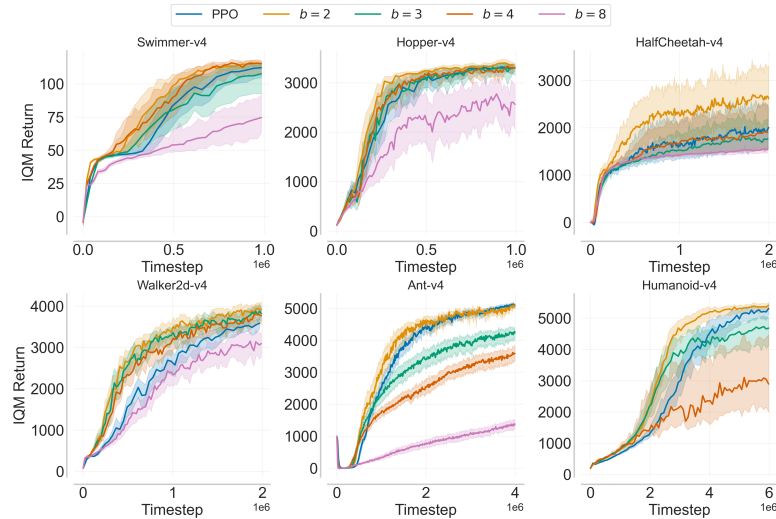 PPO b = 2 b = 3 b = 4 b = 8
Swimmer-v4 Hopper-v4 HalfCheetah-v4
IQM Return
100
75
50
25
0
0.0 0.5 1.0
1e6
Timestep
3000
2000
1000
0
0.0 0.5 1.0
1e6
Timestep
3000
2000
1000
0
0 1 2
1e6
Timestep
Walker2d-v4 Ant-v4 Humanoid-v4
IQM Return
4000
3000
2000
1000
0
0 1 2
1e6
Timestep
5000
4000
3000
2000
1000
0
0 2 4
1e6
Timestep
5000
4000
3000
2000
1000
0
0 2 4 6
1e6
Timestep